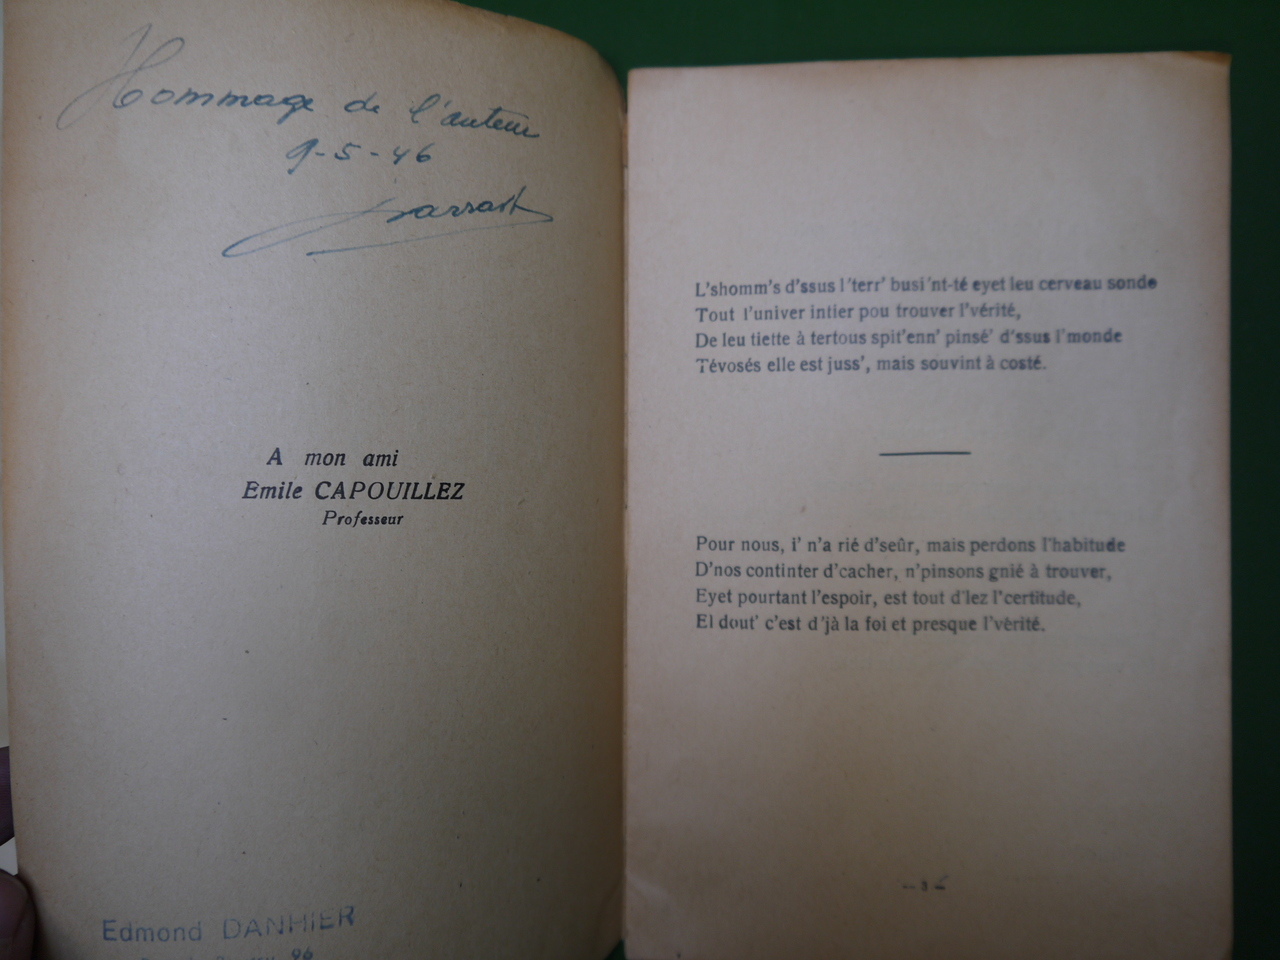 Hommage de l'auteur
9-5-46
A mon ami
Emile CAPOUILLEZ
Professeur
Edmond DANHIER
96
L'shomm's d'ssus l'terr' busi'nt-té eyet leu cerveau sonde
Tout l'univer intier pou trouver l'vérité,
De leu tiette à tertous spit'enn' pinsé' d'ssus l'monde
Tévosés elle est juss', mais souvint à costé.
Pour nous, i' n'a rié d'seûr, mais perdons l'habitude
D'nos continter d'cacher, n'pinsons gnié à trouver,
Eyet pourtant l'espoir, est tout d'lez l'certitude,
El dout' c'est d'jà la foi et presque l'vérité.